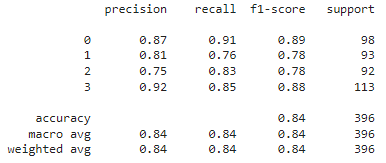 precision recall f1-score support
0 0.87 0.91 0.89 98
1 0.81 0.76 0.78 93
2 0.75 0.83 0.78 92
3 0.92 0.85 0.88 113
accuracy 0.84 396
macro avg 0.84 0.84 0.84 396
weighted avg 0.84 0.84 0.84 396